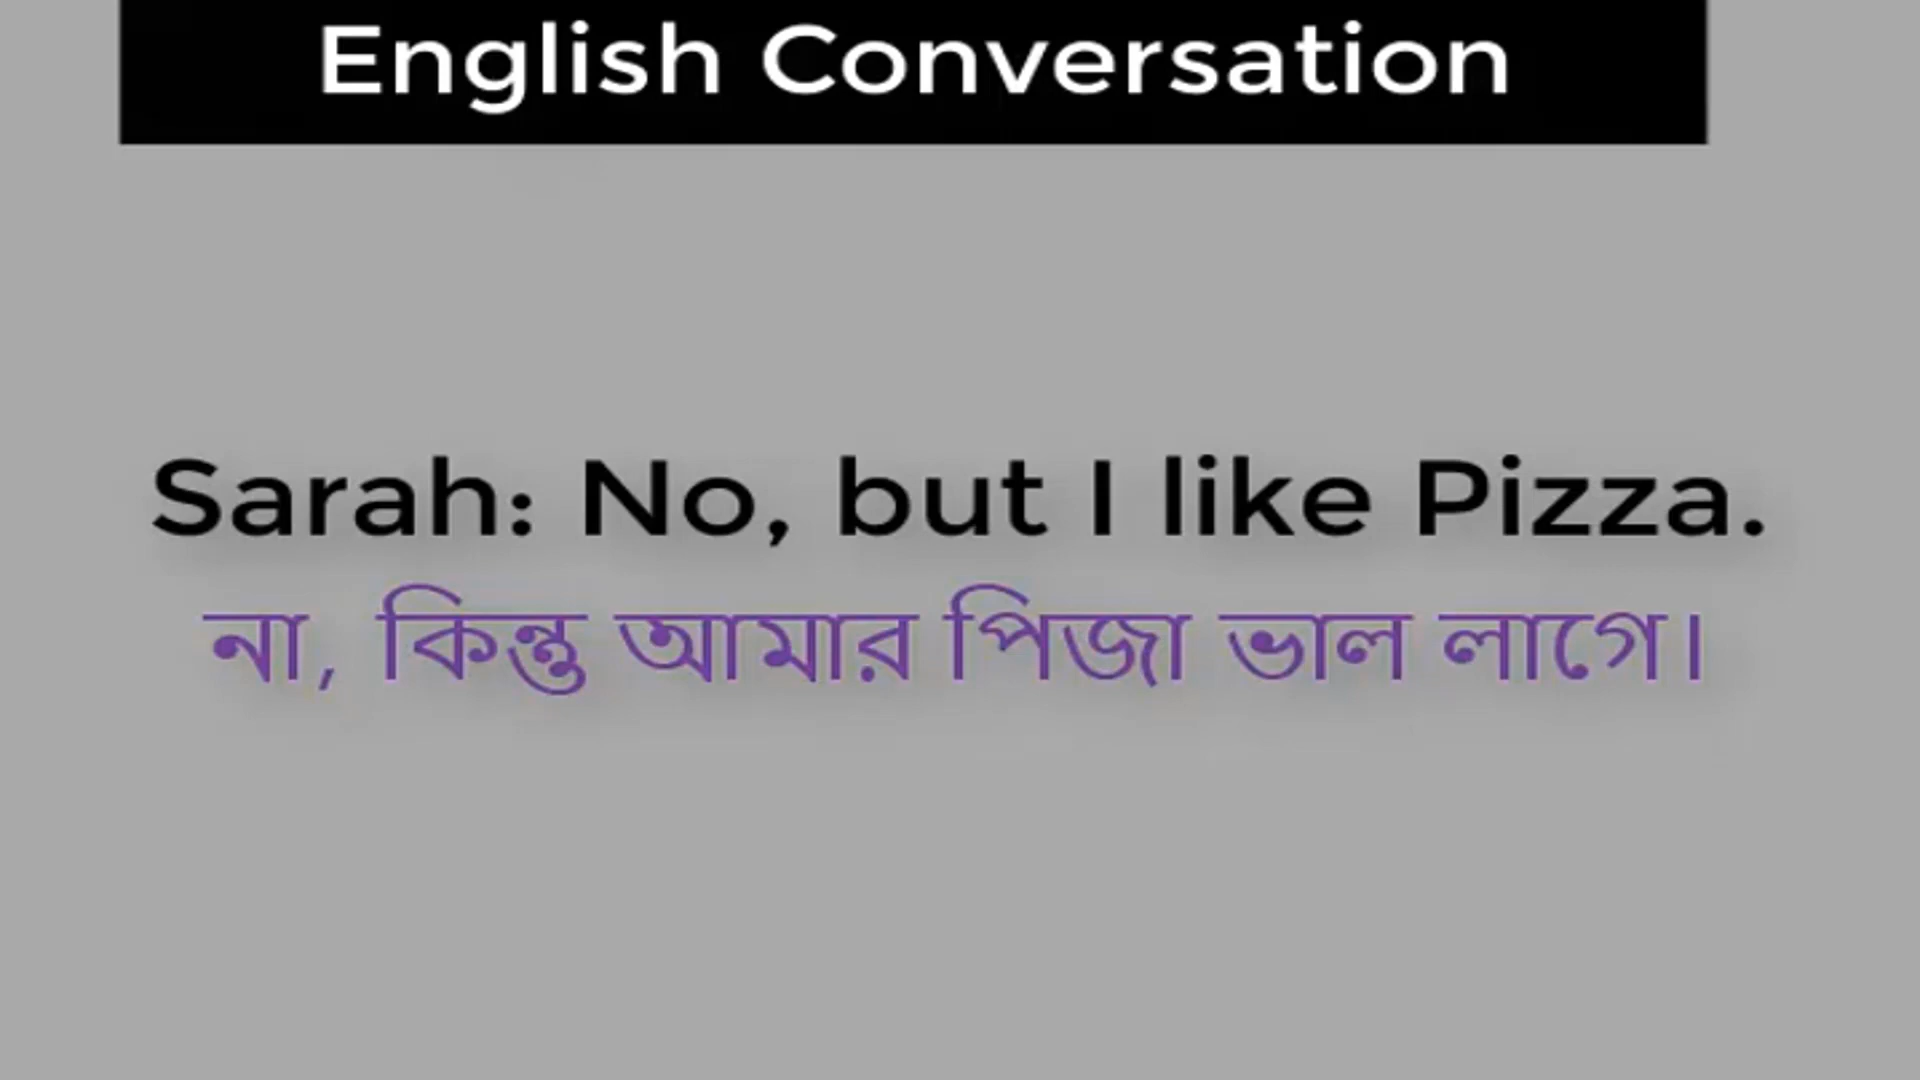 English Conversation
Sarah: No, but I like Pizza.
না, কিন্তু আমার পিজা ভাল লাগে।